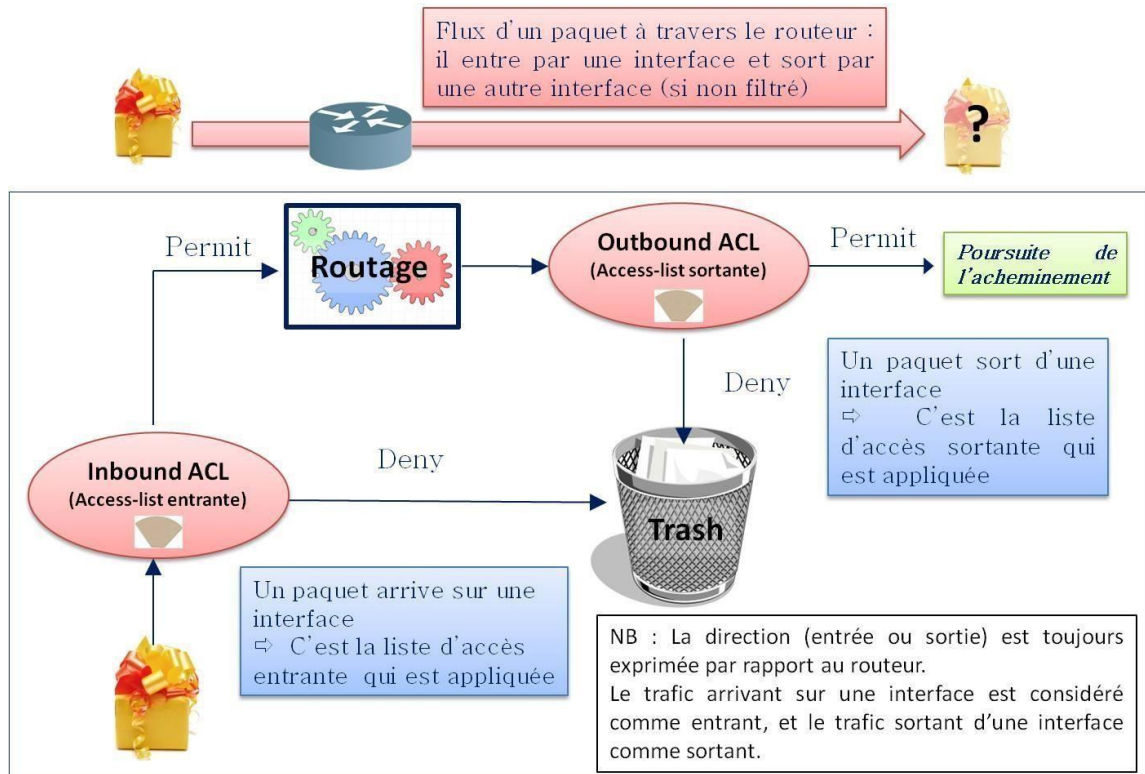 Flux d'un paquet à travers le routeur :
il entre par une interface et sort par
une autre interface (si non filtré)
?
Permit
Routage
Outbound ACL
(Access-list sortante)
Permit
Poursuite de
l'acheminement
Un paquet sort d'une
interface
⇨ C'est la liste
d'accès sortante qui
est appliquée
Deny
Inbound ACL
(Access-list entrante)
Deny
Trash
Un paquet arrive sur une
interface
⇨ C'est la liste d'accès
entrante qui est appliquée
NB : La direction (entrée ou sortie) est toujours
exprimée par rapport au routeur.
Le trafic arrivant sur une interface est considéré
comme entrant, et le trafic sortant d'une interface
comme sortant.